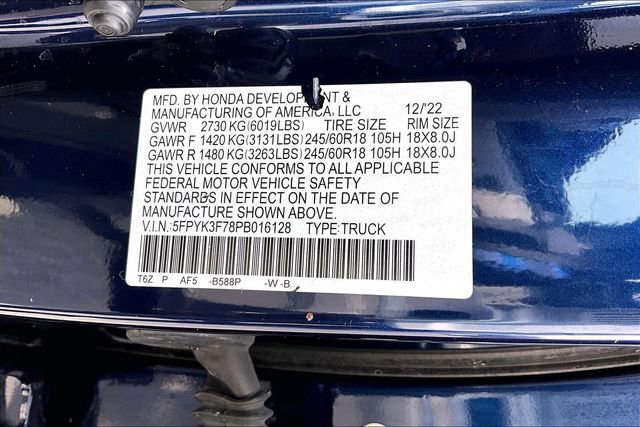 MFD. BY HONDA DEVELOPMENT &
MANUFACTURING OF AMERICA, LLC 12/'22
GVWR 2730 KG(6019LBS) TIRE SIZE RIM SIZE
GAWR F 1420 KG(3131LBS) 245/60R18 105H 18X8.0J
GAWR R 1480 KG(3263LBS) 245/60R18 105H 18X8.0J
THIS VEHICLE CONFORMS TO ALL APPLICABLE
FEDERAL MOTOR VEHICLE SAFETY
STANDARDS IN EFFECT ON THE DATE OF
MANUFACTURE SHOWN ABOVE.
V.I.N.:5FPYK3F78PB016128 TYPE:TRUCK
T6Z P AF5 -B588P -W -B